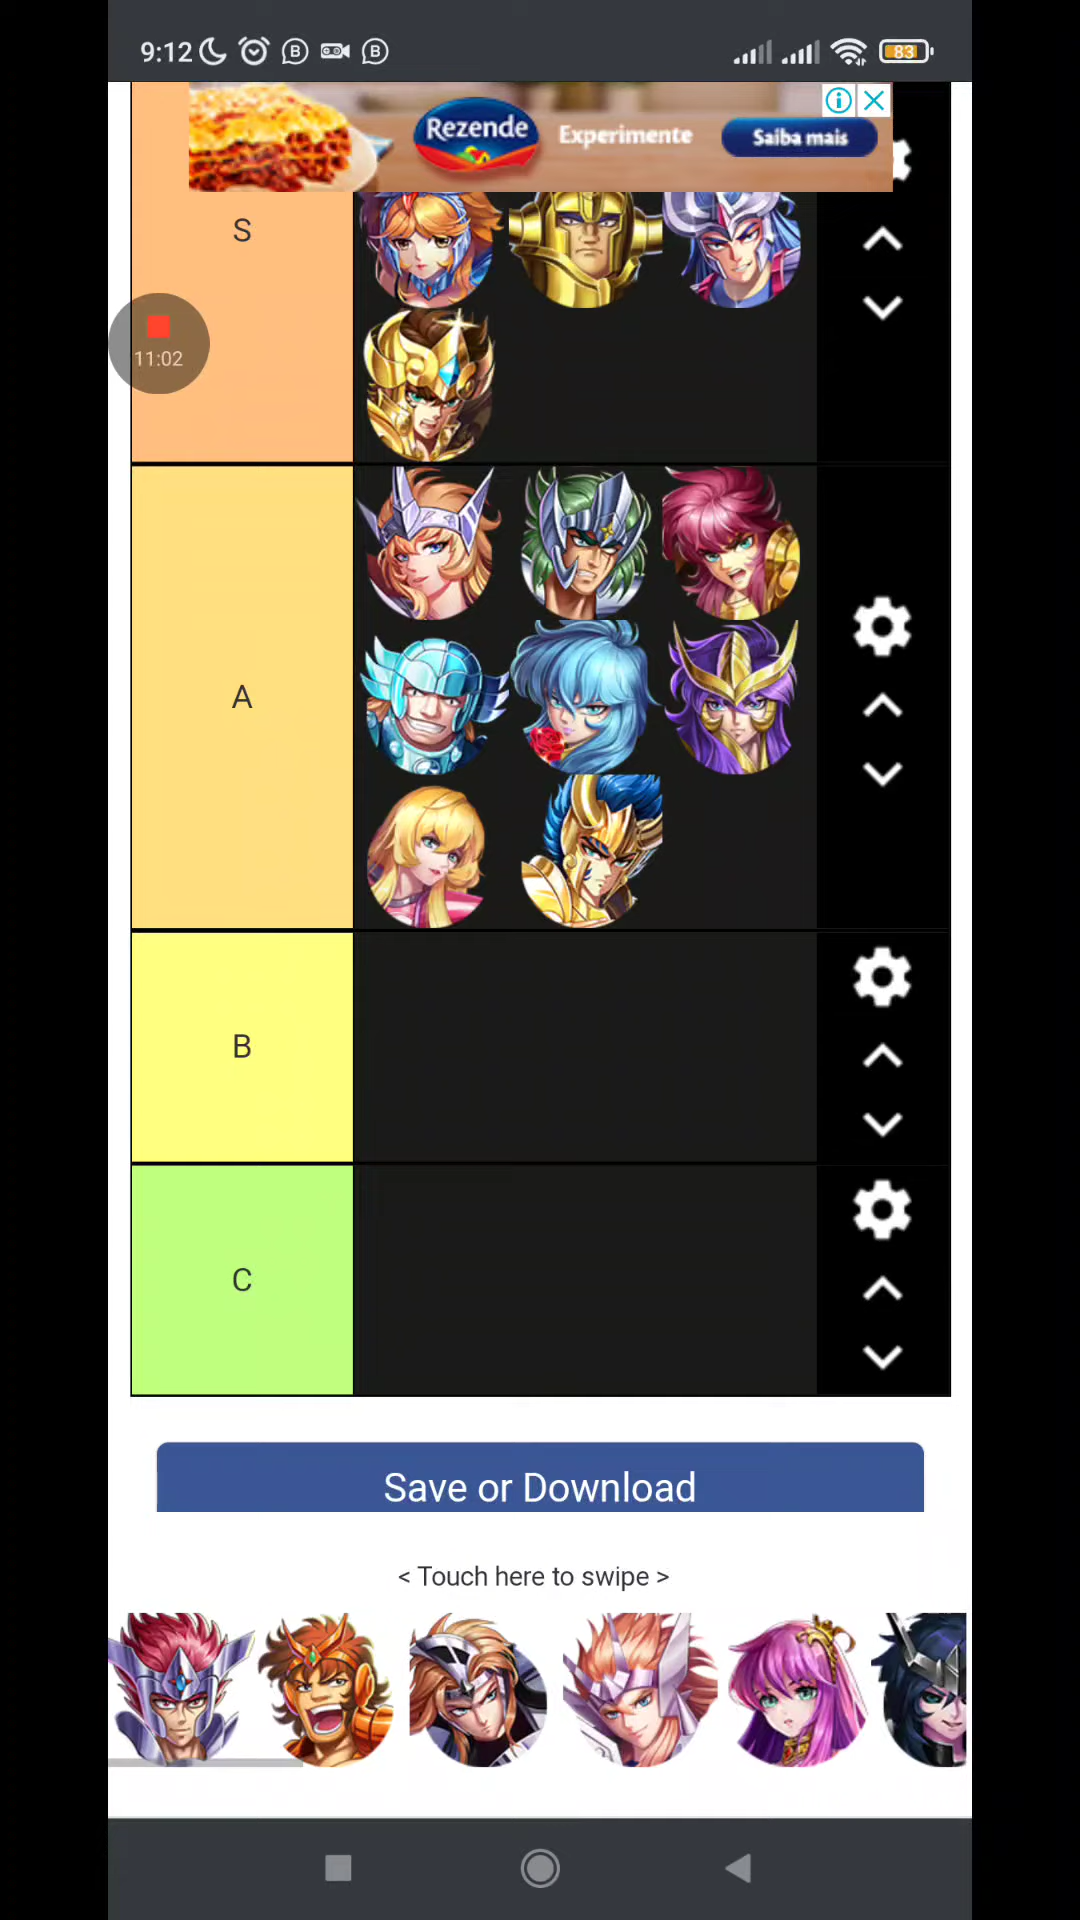 9:12
B
B
83
Rezende
Experimente
Saiba mais
S
11:02
A
B
C
Save or Download
< Touch here to swipe >